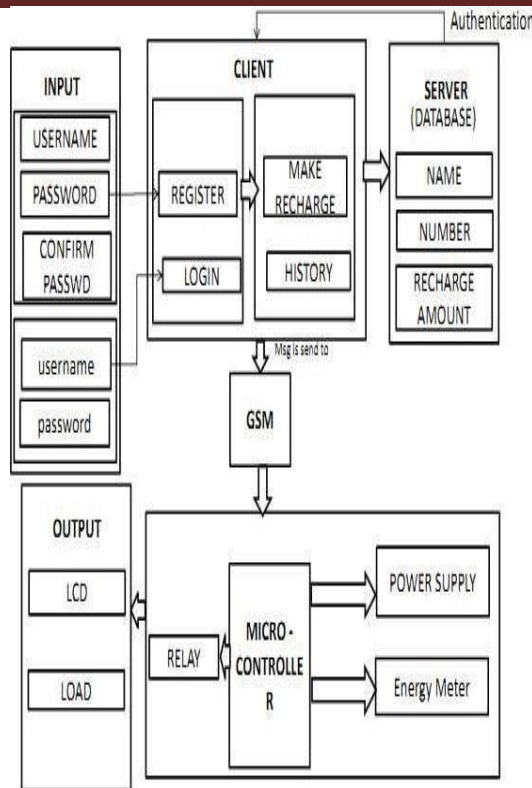 Authentication
INPUT
USERNAME
PASSWORD
CONFIRM
PASSWD
username
password
CLIENT
REGISTER
LOGIN
MAKE
RECHARGE
HISTORY
SERVER
(DATABASE)
NAME
NUMBER
RECHARGE
AMOUNT
Msg is send to
GSM
OUTPUT
LCD
LOAD
RELAY
MICRO -
CONTROLLE
R
POWER SUPPLY
Energy Meter